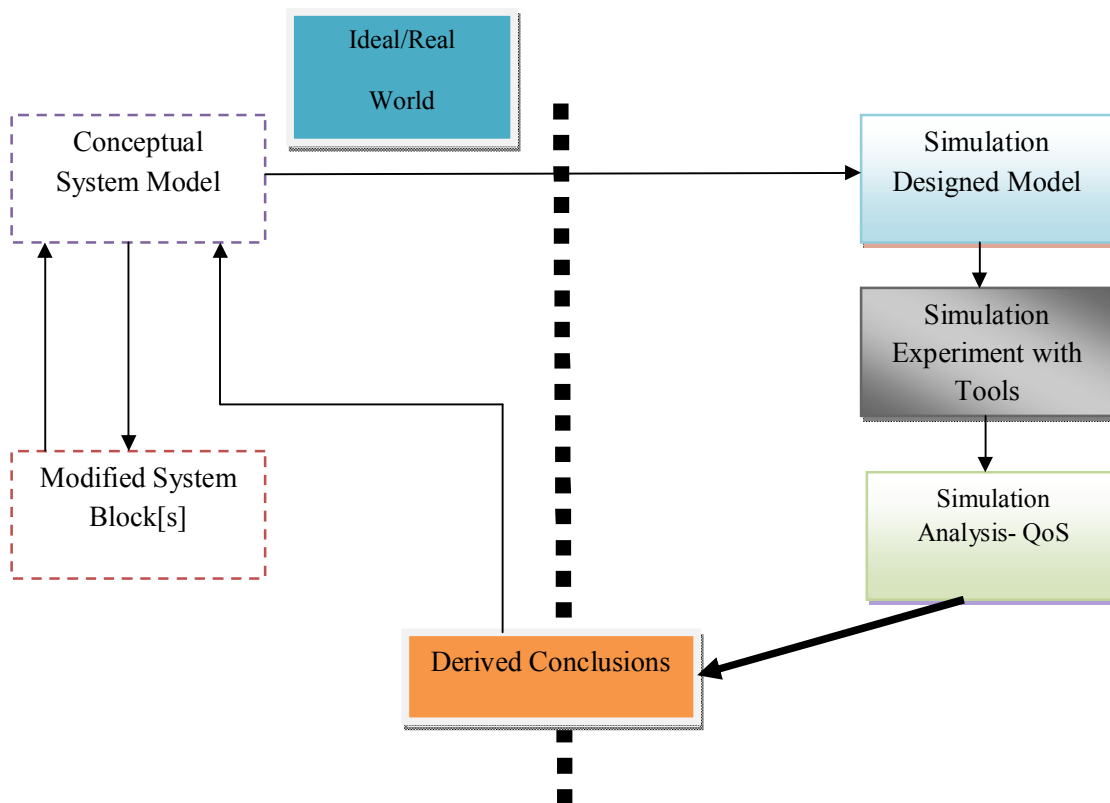 Ideal/Real
World
Conceptual
System Model
Simulation
Designed Model
Simulation
Experiment with
Tools
Modified System
Block[s]
Simulation
Analysis- QoS
Derived Conclusions